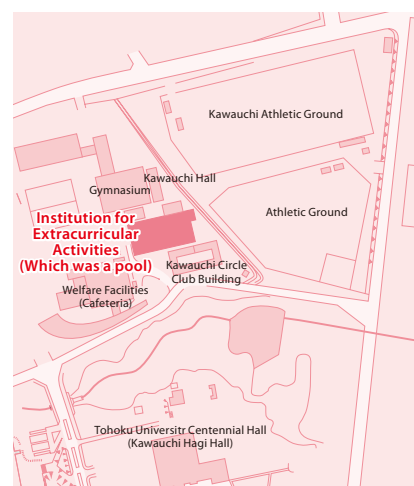 Kawauchi Athletic Ground
Kawauchi Hall
Gymnasium
Athletic Ground
Institution for
Extracurricular
Activities
(Which was a pool)
Kawauchi Circle
Club Building
Welfare Facilities
(Cafeteria)
Tohoku Universitr Centennial Hall
(Kawauchi Hagi Hall)